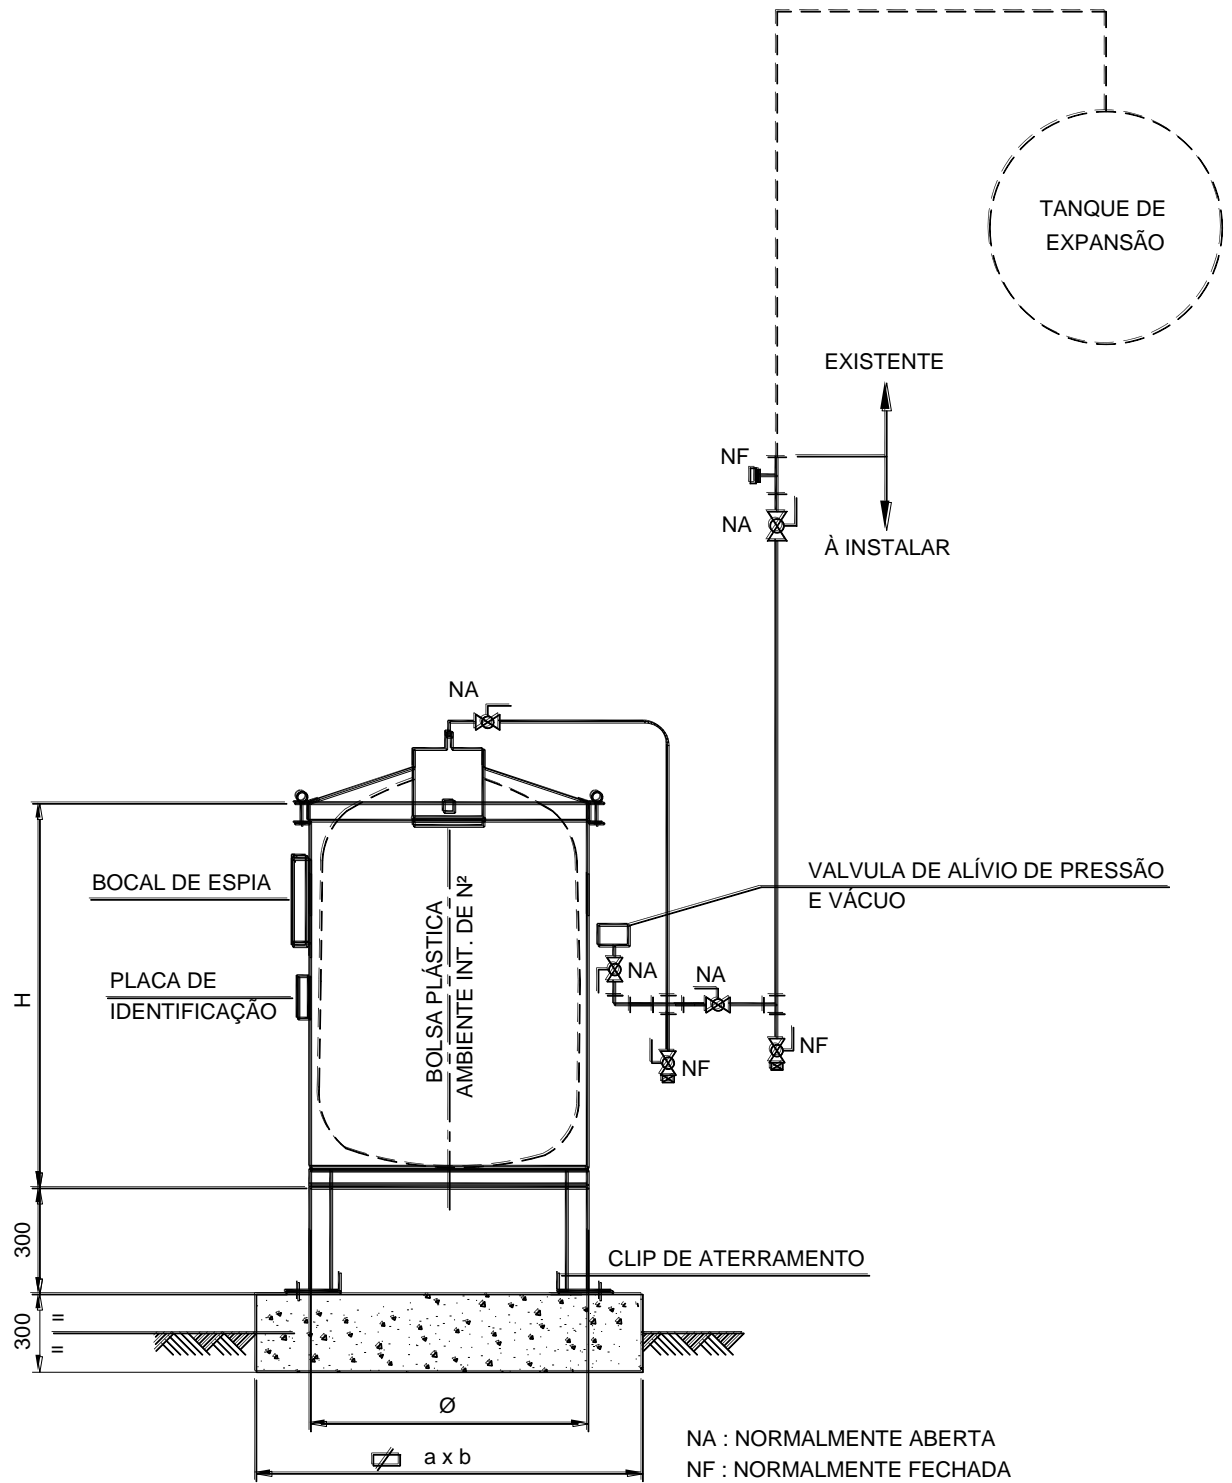 TANQUE DE
EXPANSÃO
EXISTENTE
NF
NA
À INSTALAR
NA
VALVULA DE ALÍVIO DE PRESSÃO
E VÁCUO
BOCAL DE ESPIA
PLACA DE
IDENTIFICAÇÃO
BOLSA PLÁSTICA
AMBIENTE INT. DE N²
NA
NA
NF
NF
H
300
300
=
=
CLIP DE ATERRAMENTO
Ø
a x b
NA : NORMALMENTE ABERTA
NF : NORMALMENTE FECHADA